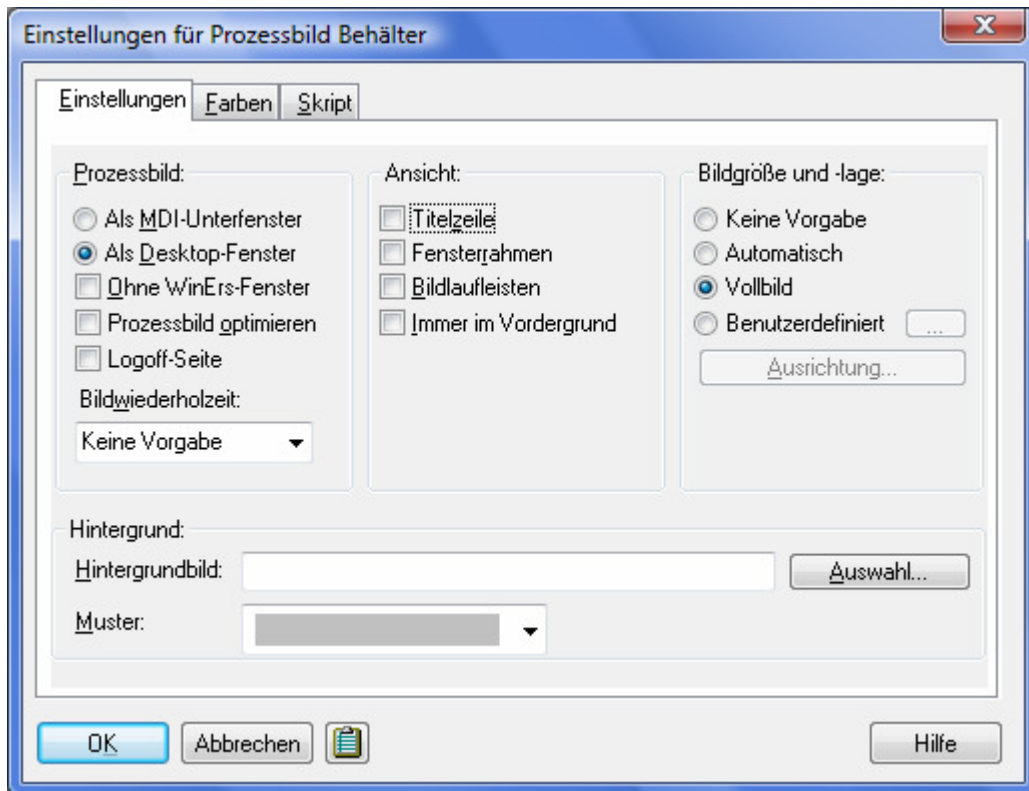 Einstellungen für Prozessbild Behälter
Einstellungen Farben Skript
Prozessbild:
Als MDI-Unterfenster
Als Desktop-Fenster
Ohne WinErs-Fenster
Prozessbild optimieren
Logoff-Seite
Bildwiederholzeit:
Keine Vorgabe
Ansicht:
Titelzeile
Fensterrahmen
Bildlaufleisten
Immer im Vordergrund
Bildgröße und -lage:
Keine Vorgabe
Automatisch
Vollbild
Benutzerdefiniert ...
Ausrichtung...
Hintergrund:
Hintergrundbild: Auswahl...
Muster:
OK Abbrechen Hilfe